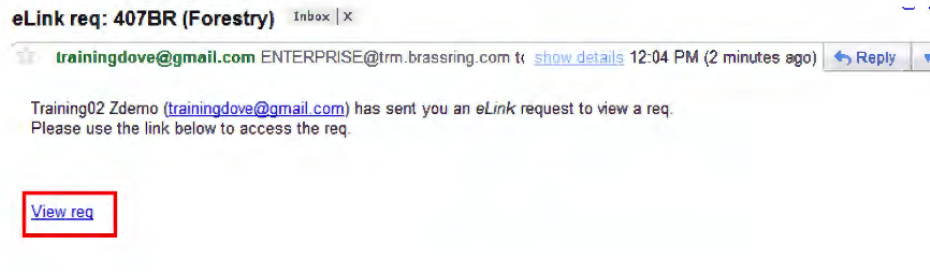 eLink req: 407BR (Forestry) Inbox | X
trainingdove@gmail.com ENTERPRISE@trm.brassring.com to show details 12:04 PM (2 minutes ago) Reply
Training02 Zdemo (trainingdove@gmail.com) has sent you an eLink request to view a req.
Please use the link below to access the req.
View req